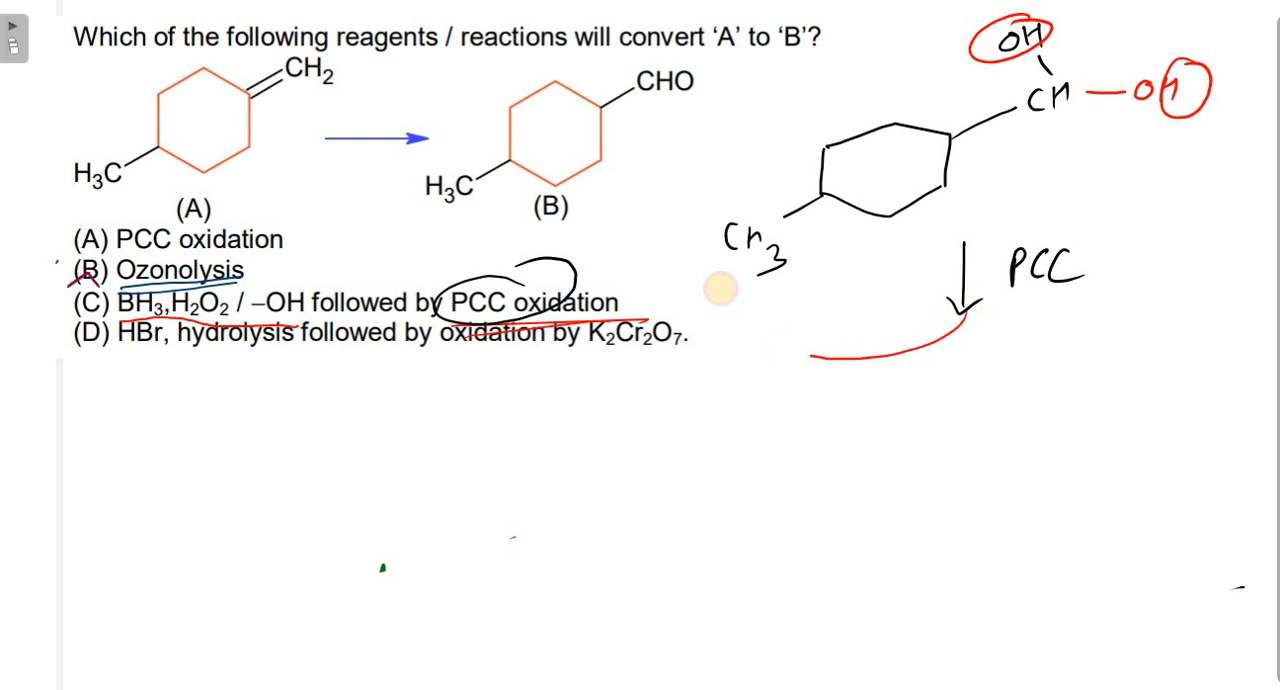 Which of the following reagents / reactions will convert ‘A’ to ‘B’?
CH₂
H₃C
(A)
CHO
H₃C
(B)
OH
CH — OH
CH₃
PCC
(A) PCC oxidation
(B) Ozonolysis
(C) BH₃,H₂O₂ / –OH followed by PCC oxidation
(D) HBr, hydrolysis followed by oxidation by K₂Cr₂O₇.